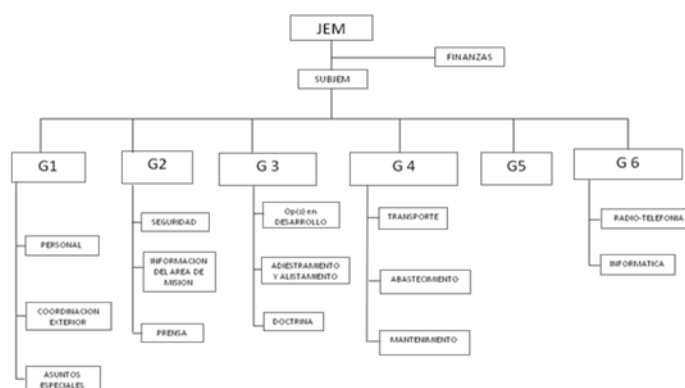 JEM
FINANZAS
SUBJEM
G1
G2
G 3
G 4
G5
G 6
PERSONAL
COORDINACION
EXTERIOR
ASUNTOS
ESPECIALES
SEGURIDAD
INFORMACION
DEL AREA DE
MISION
PRENSA
Op(s) en
DESARROLLO
ADIESTRAMIENTO
Y ALISTAMIENTO
DOCTRINA
TRANSPORTE
ABASTECIMIENTO
MANTENIMIENTO
RADIO-TELEFONIA
INFORMATICA